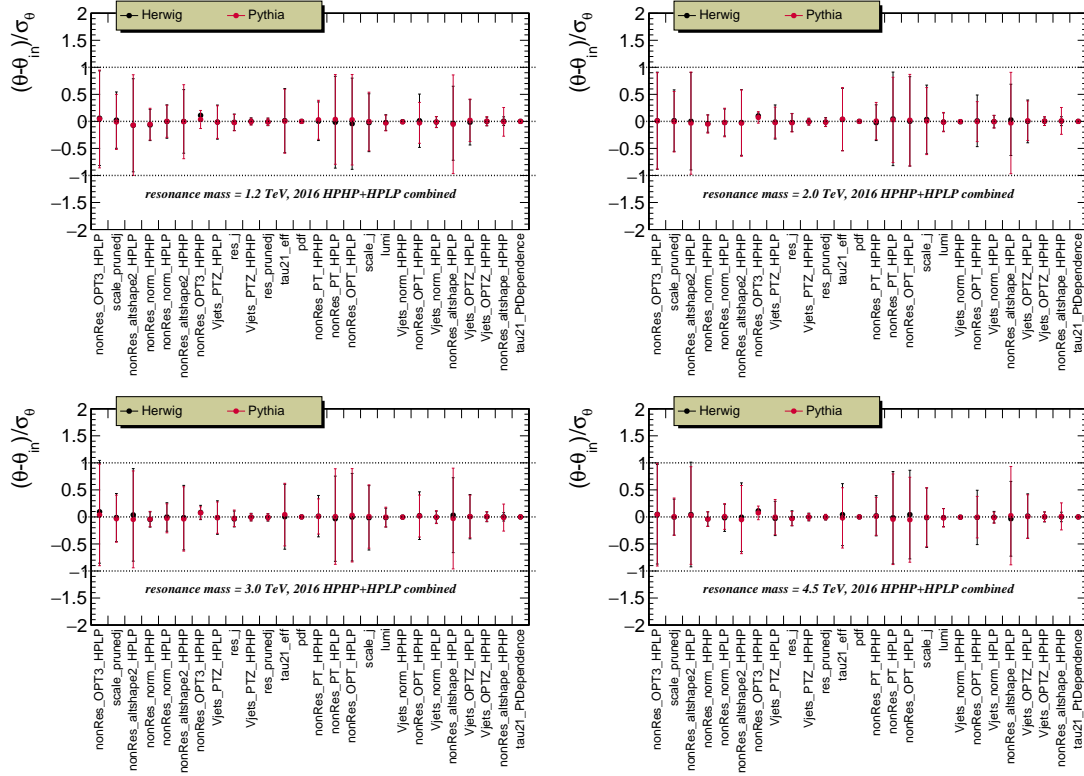 Herwig
Pythia
(θ-θ_in)/σ_θ
2
1.5
1
0.5
0
−0.5
−1
−1.5
−2
resonance mass = 1.2 TeV, 2016 HPHP+HPLP combined
nonRes_OPT3_HPLP
scale_prunedj
nonRes_altshape2_HPLP
nonRes_norm_HPHP
nonRes_norm_HPLP
nonRes_altshape2_HPHP
nonRes_OPT3_HPHP
Vjets_PTZ_HPLP
res_j
Vjets_PTZ_HPHP
res_prunedj
tau21_eff
pdf
nonRes_PT_HPHP
nonRes_PT_HPLP
nonRes_OPT_HPLP
scale_j
lumi
Vjets_norm_HPHP
nonRes_OPT_HPHP
Vjets_norm_HPLP
nonRes_altshape_HPLP
Vjets_OPTZ_HPLP
Vjets_OPTZ_HPHP
nonRes_altshape_HPHP
tau21_PtDependence
Herwig
Pythia
(θ-θ_in)/σ_θ
2
1.5
1
0.5
0
−0.5
−1
−1.5
−2
resonance mass = 2.0 TeV, 2016 HPHP+HPLP combined
nonRes_OPT3_HPLP
scale_prunedj
nonRes_altshape2_HPLP
nonRes_norm_HPHP
nonRes_norm_HPLP
nonRes_altshape2_HPHP
nonRes_OPT3_HPHP
Vjets_PTZ_HPLP
res_j
Vjets_PTZ_HPHP
res_prunedj
tau21_eff
pdf
nonRes_PT_HPHP
nonRes_PT_HPLP
nonRes_OPT_HPLP
scale_j
lumi
Vjets_norm_HPHP
nonRes_OPT_HPHP
Vjets_norm_HPLP
nonRes_altshape_HPLP
Vjets_OPTZ_HPLP
Vjets_OPTZ_HPHP
nonRes_altshape_HPHP
tau21_PtDependence
Herwig
Pythia
(θ-θ_in)/σ_θ
2
1.5
1
0.5
0
−0.5
−1
−1.5
−2
resonance mass = 3.0 TeV, 2016 HPHP+HPLP combined
nonRes_OPT3_HPLP
scale_prunedj
nonRes_altshape2_HPLP
nonRes_norm_HPHP
nonRes_norm_HPLP
nonRes_altshape2_HPHP
nonRes_OPT3_HPHP
Vjets_PTZ_HPLP
res_j
Vjets_PTZ_HPHP
res_prunedj
tau21_eff
pdf
nonRes_PT_HPHP
nonRes_PT_HPLP
nonRes_OPT_HPLP
scale_j
lumi
Vjets_norm_HPHP
nonRes_OPT_HPHP
Vjets_norm_HPLP
nonRes_altshape_HPLP
Vjets_OPTZ_HPLP
Vjets_OPTZ_HPHP
nonRes_altshape_HPHP
tau21_PtDependence
Herwig
Pythia
(θ-θ_in)/σ_θ
2
1.5
1
0.5
0
−0.5
−1
−1.5
−2
resonance mass = 4.5 TeV, 2016 HPHP+HPLP combined
nonRes_OPT3_HPLP
scale_prunedj
nonRes_altshape2_HPLP
nonRes_norm_HPHP
nonRes_norm_HPLP
nonRes_altshape2_HPHP
nonRes_OPT3_HPHP
Vjets_PTZ_HPLP
res_j
Vjets_PTZ_HPHP
res_prunedj
tau21_eff
pdf
nonRes_PT_HPHP
nonRes_PT_HPLP
nonRes_OPT_HPLP
scale_j
lumi
Vjets_norm_HPHP
nonRes_OPT_HPHP
Vjets_norm_HPLP
nonRes_altshape_HPLP
Vjets_OPTZ_HPLP
Vjets_OPTZ_HPHP
nonRes_altshape_HPHP
tau21_PtDependence